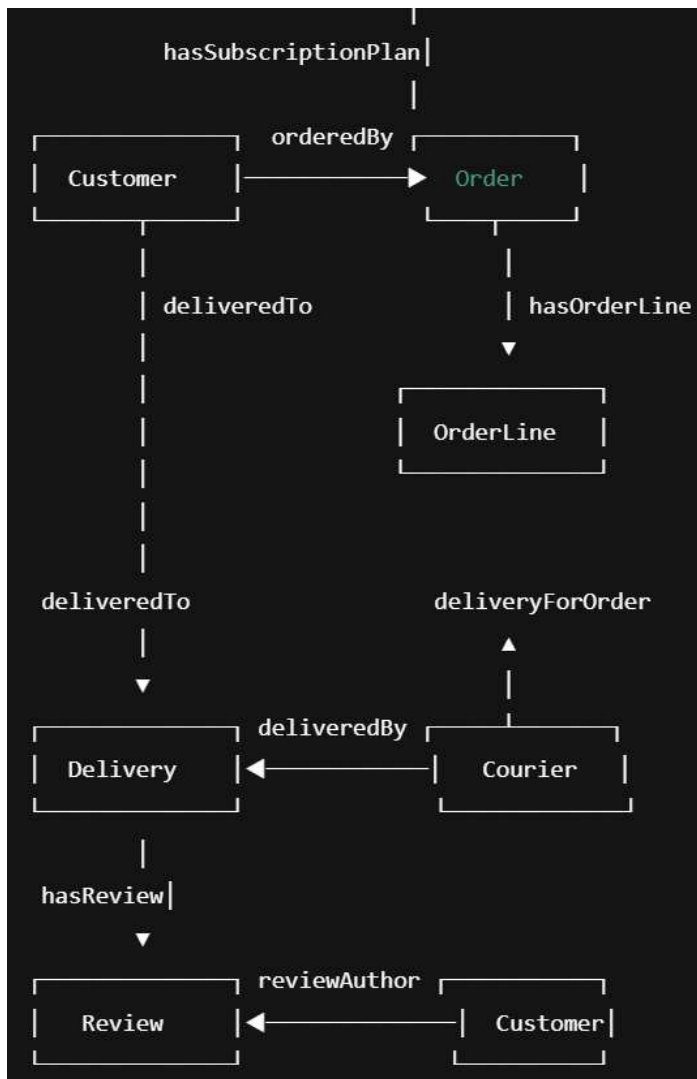 hasSubscriptionPlan
orderedBy
Customer Order
deliveredTo hasOrderLine
OrderLine
deliveredTo deliveryForOrder
deliveredBy
Delivery Courier
hasReview
reviewAuthor
Review Customer